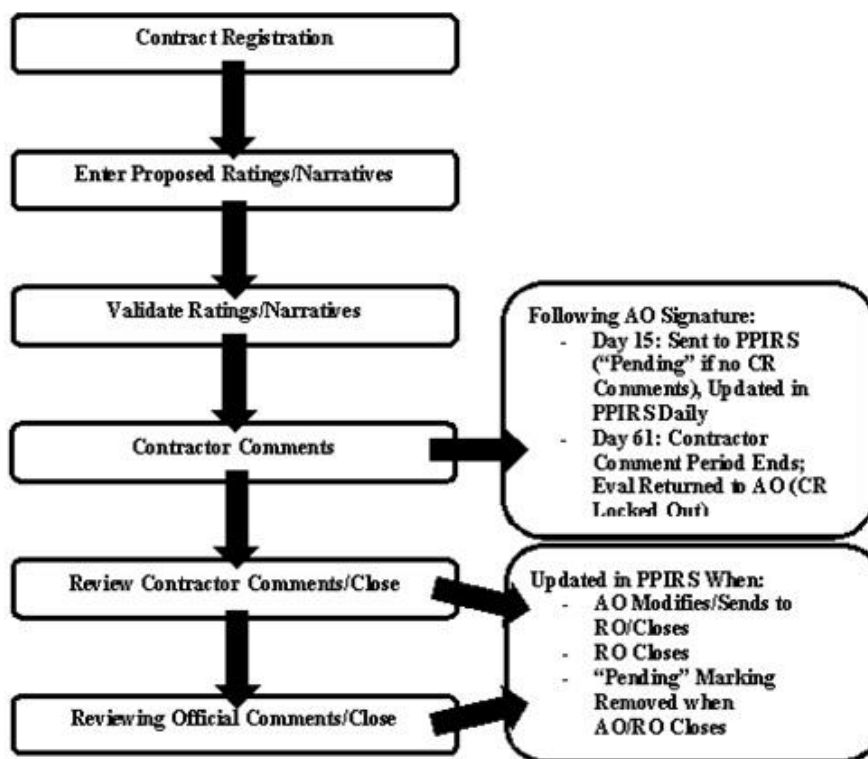 Contract Registration
Enter Proposed Ratings/Narratives
Validate Ratings/Narratives
Following AO Signature:
- Day 15: Sent to PPIRS
("Pending" if no CR
Comments), Updated in
PPIRS Daily
- Day 61: Contractor
Comment Period Ends;
Eval Returned to AO (CR
Locked Out)
Contractor Comments
Review Contractor Comments/Close
Updated in PPIRS When:
- AO Modifies/Sends to
RO/Closes
- RO Closes
- "Pending" Marking
Removed when
AO/RO Closes
Reviewing Official Comments/Close